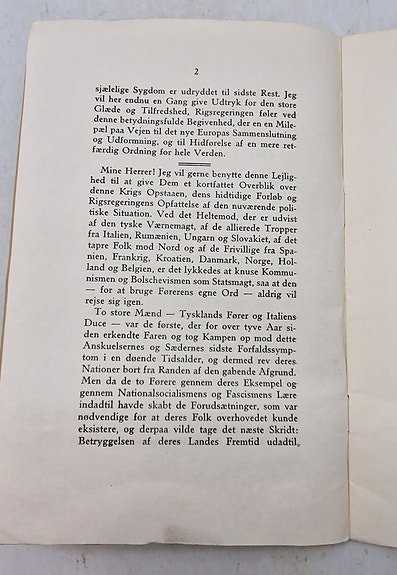 2
sjælelige Sygdom er udryddet til sidste Rest. Jeg
vil her endnu en Gang give Udtryk for den store
Glæde og Tilfredshed, Rigsregeringen føler ved
denne betydningsfulde Begivenhed, der er en Mile-
pæl paa Vejen til det nye Europas Sammenslutning
og Udformning, og til Hidførelse af en mere ret-
færdig Ordning for hele Verden.
Mine Herrer! Jeg vil gerne benytte denne Lejlig-
hed til at give Dem et kortfattet Overblik over
denne Krigs Opstaaen, dens hidtidige Forløb og
Rigsregeringens Opfattelse af den nuværende poli-
tiske Situation. Ved det Heltemod, der er udvist
af den tyske Værnemagt, af de allierede Tropper
fra Italien, Rumænien, Ungarn og Slovakiet, af det
tapre Folk mod Nord og af de Frivillige fra Spa-
nien, Frankrig, Kroatien, Danmark, Norge, Hol-
land og Belgien, er det lykkedes at knuse Kommu-
nismen og Bolschevismen som Statsmagt, saa at den
— for at bruge Førerens egne Ord — aldrig vil
rejse sig igen.
To store Mænd — Tysklands Fører og Italiens
Duce — var de første, der for over tyve Aar si-
den erkendte Faren og tog Kampen op mod dette
Anskuelsernes og Sædernes sidste Forfaldssymp-
tom i en døende Tidsalder, og dermed rev deres
Nationer bort fra Randen af den gabende Afgrund.
Men da de to Førere gennem deres Eksempel og
gennem Nationalsocialismens og Fascismens Lære
indadtil havde skabt de Forudsætninger, som var
nødvendige for at deres Folk overhovedet kunde
eksistere, og derpaa vilde tage det næste Skridt:
Betryggelsen af deres Landes Fremtid udadtil,